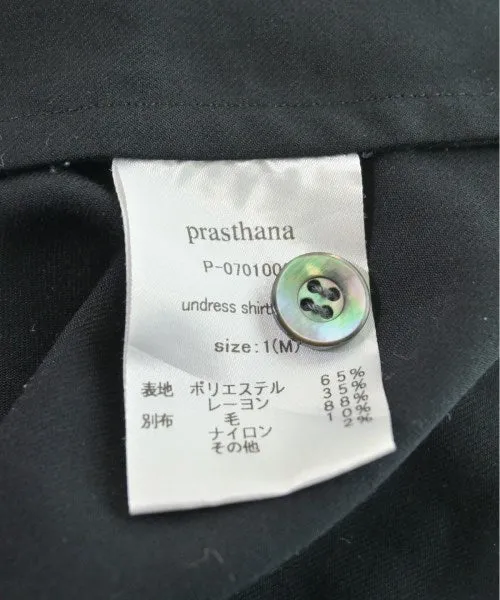 prasthana
P-070100
undress shirt
size:1(M)
表地 ポリエステル 65%
レーヨン 35%
別布 毛 88%
ナイロン 10%
その他 2%